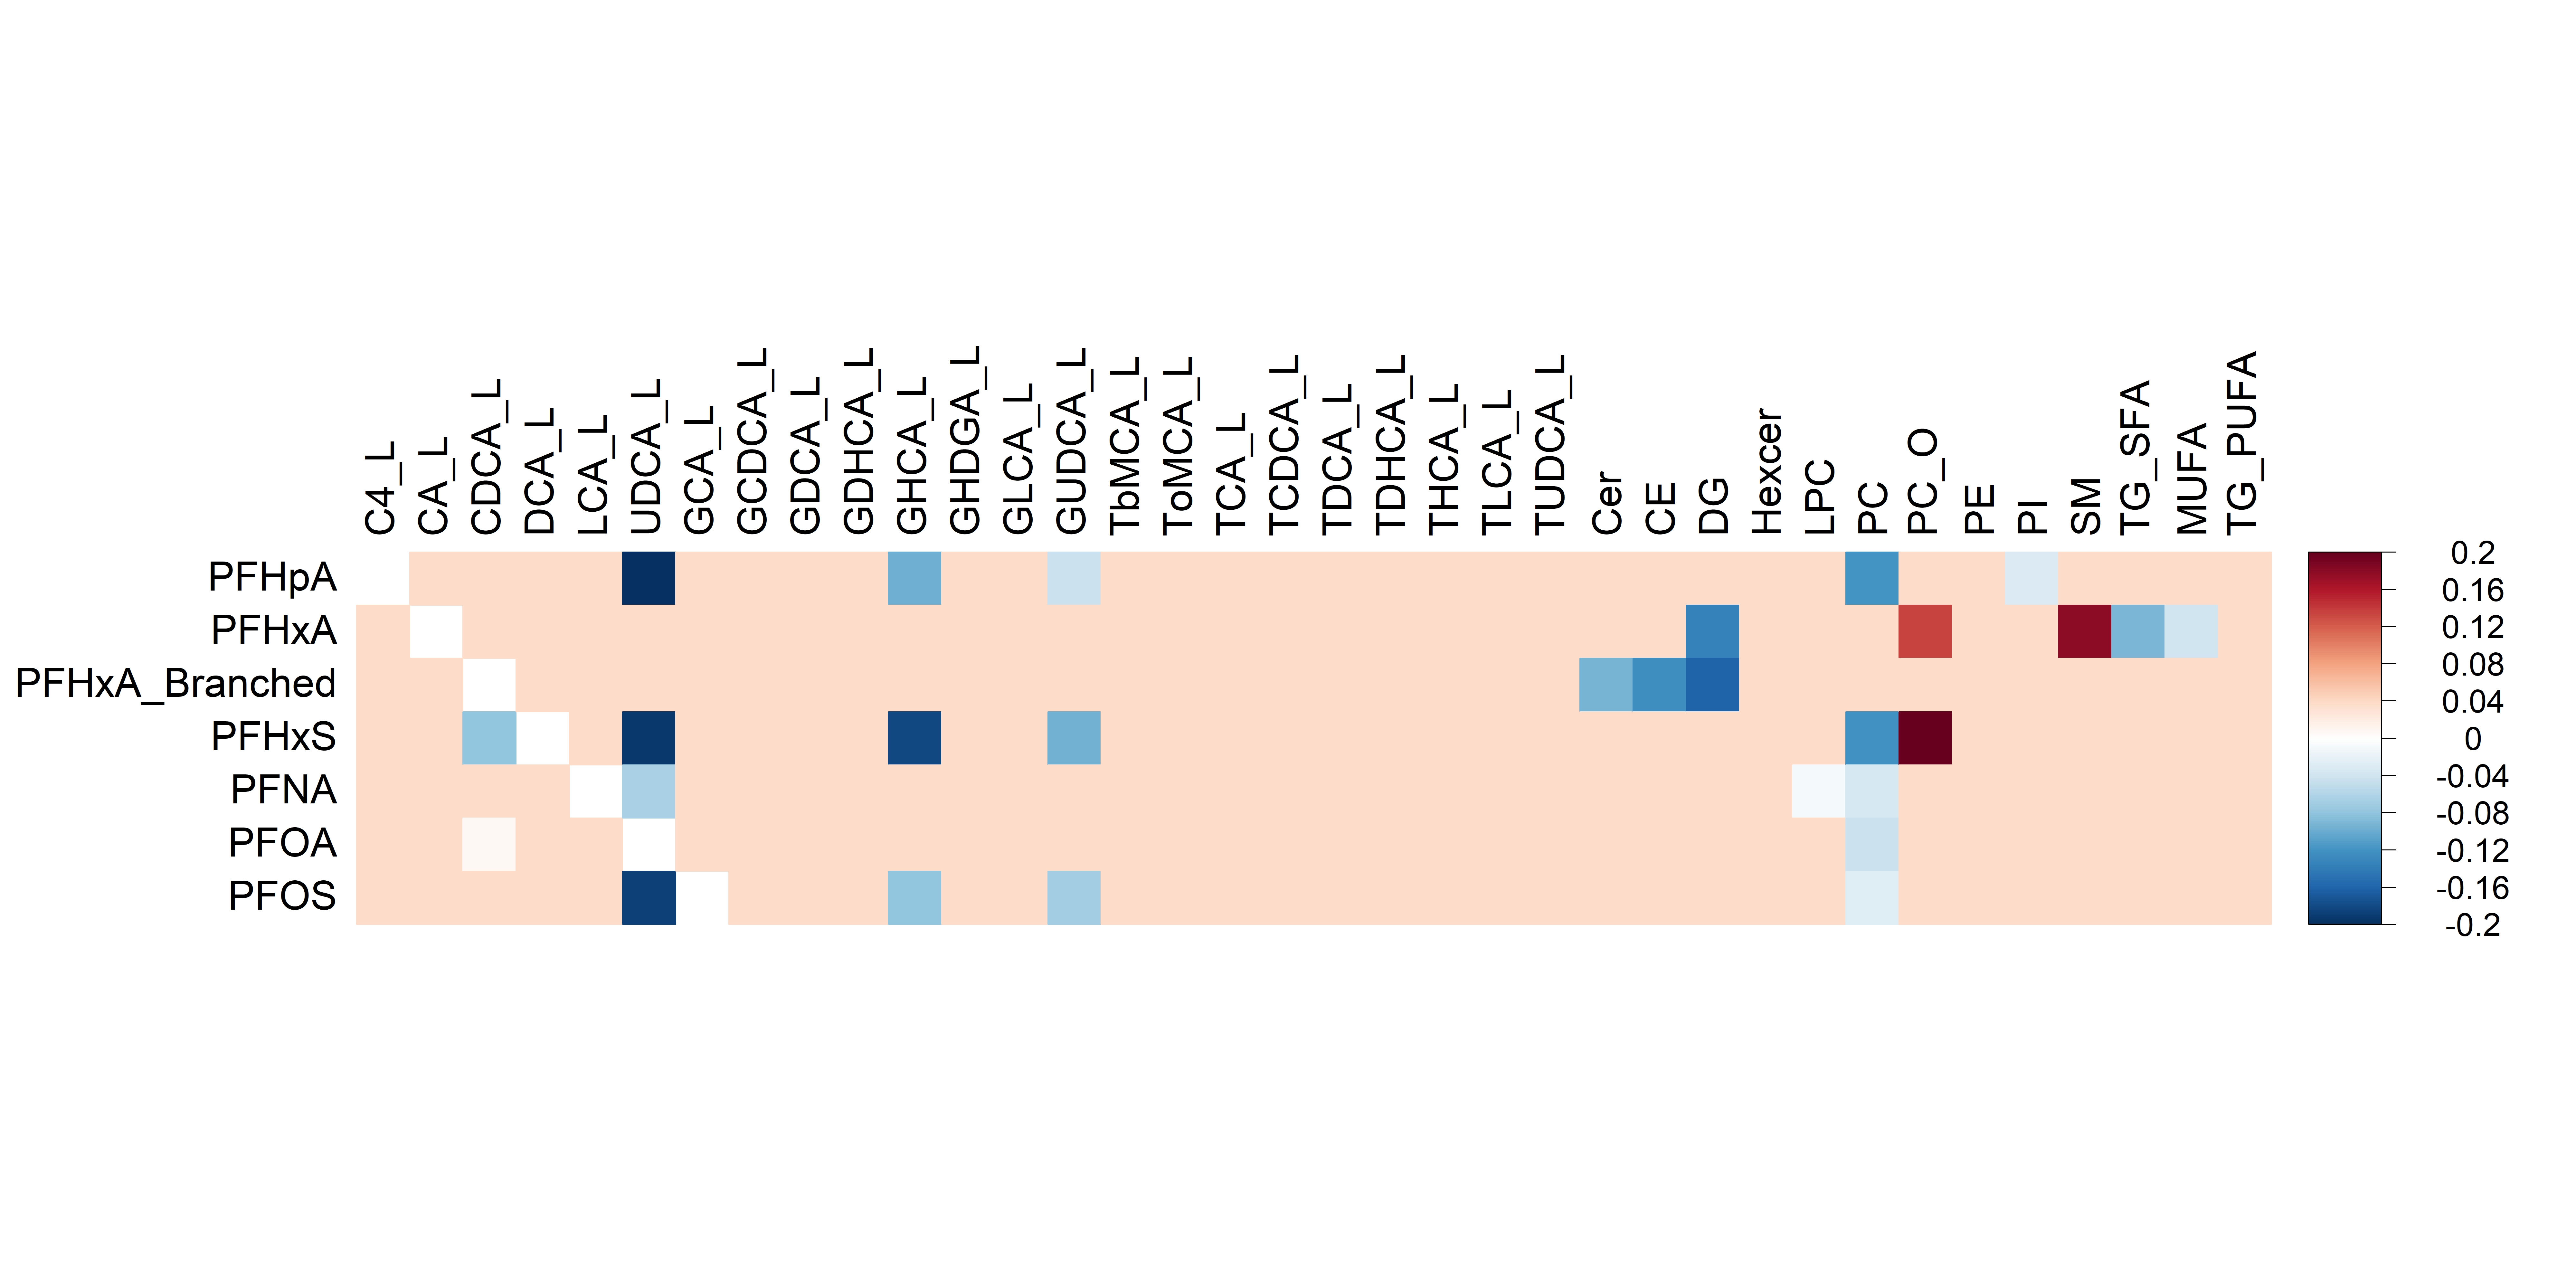 C4_L
CA_L
CDCA_L
DCA_L
LCA_L
UDCA_L
GCA_L
GCDCA_L
GDCA_L
GDHCA_L
GHCA_L
GHDGA_L
GLCA_L
GUDCA_L
TbMCA_L
ToMCA_L
TCA_L
TCDCA_L
TDCA_L
TDHCA_L
THCA_L
TLCA_L
TUDCA_L
Cer
CE
DG
Hexcer
LPC
PC
PC_O
PE
PI
SM
TG_SFA
MUFA
TG_PUFA
PFHpA
PFHxA
PFHxA_Branched
PFHxS
PFNA
PFOA
PFOS
0.2
0.16
0.12
0.08
0.04
0
-0.04
-0.08
-0.12
-0.16
-0.2